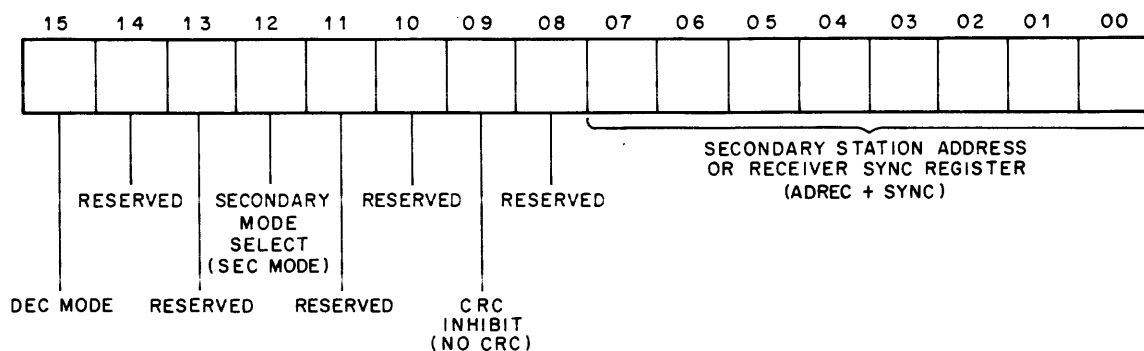 15 14 13 12 11 10 09 08 07 06 05 04 03 02 01 00
SECONDARY STATION ADDRESS
OR RECEIVER SYNC REGISTER
(ADREC + SYNC)
RESERVED
SECONDARY
MODE
SELECT
(SEC MODE)
RESERVED
RESERVED
DEC MODE
RESERVED
RESERVED
CRC
INHIBIT
(NO CRC)